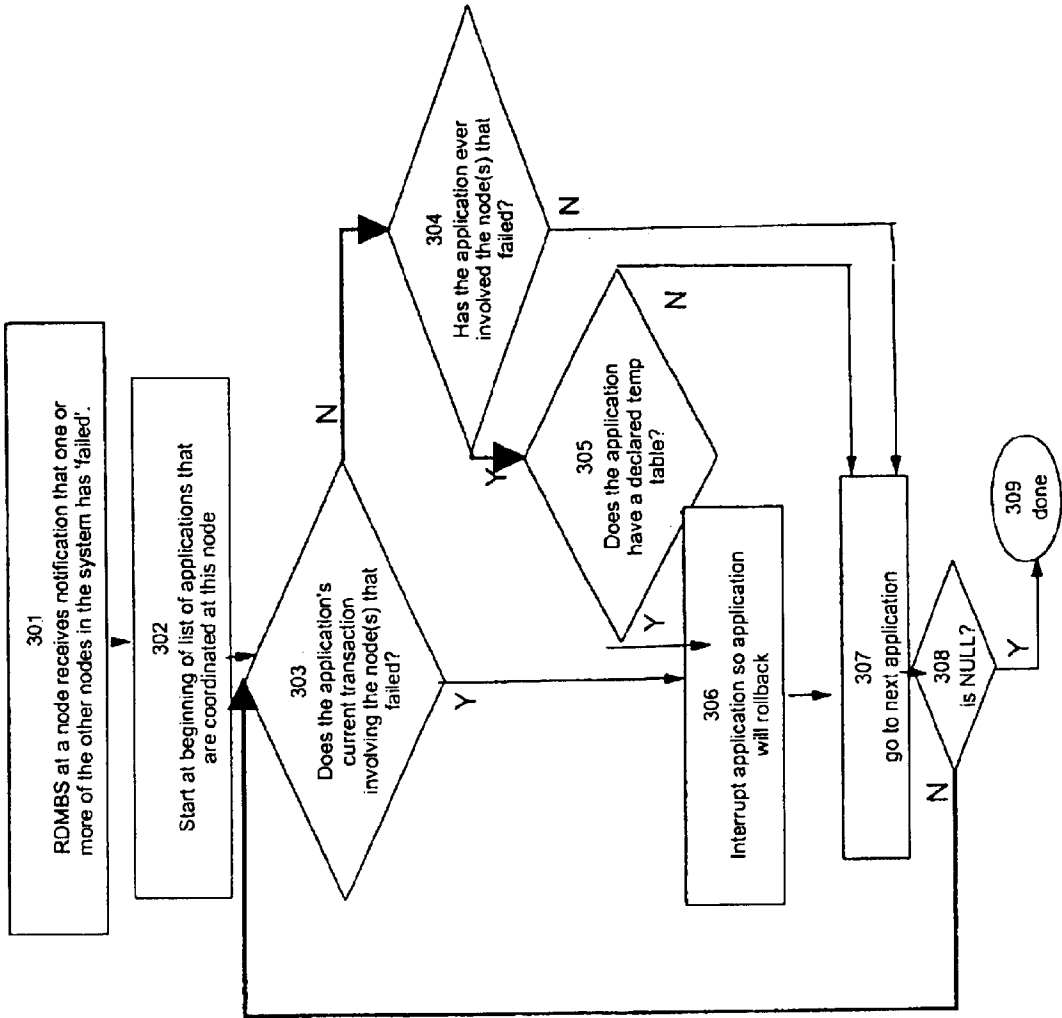 301
RDMBS at a node receives notification that one or
more of the other nodes in the system has 'failed'.
302
Start at beginning of list of applications that
are coordinated at this node
303
Does the application's
current transaction
involving the node(s) that
failed?
N
Y
304
Has the application ever
involved the node(s) that
failed?
Y
N
305
Does the application
have a declared temp
table?
Y
N
306
Interrupt application so application
will rollback
307
go to next application
308
is NULL?
N
Y
309
done